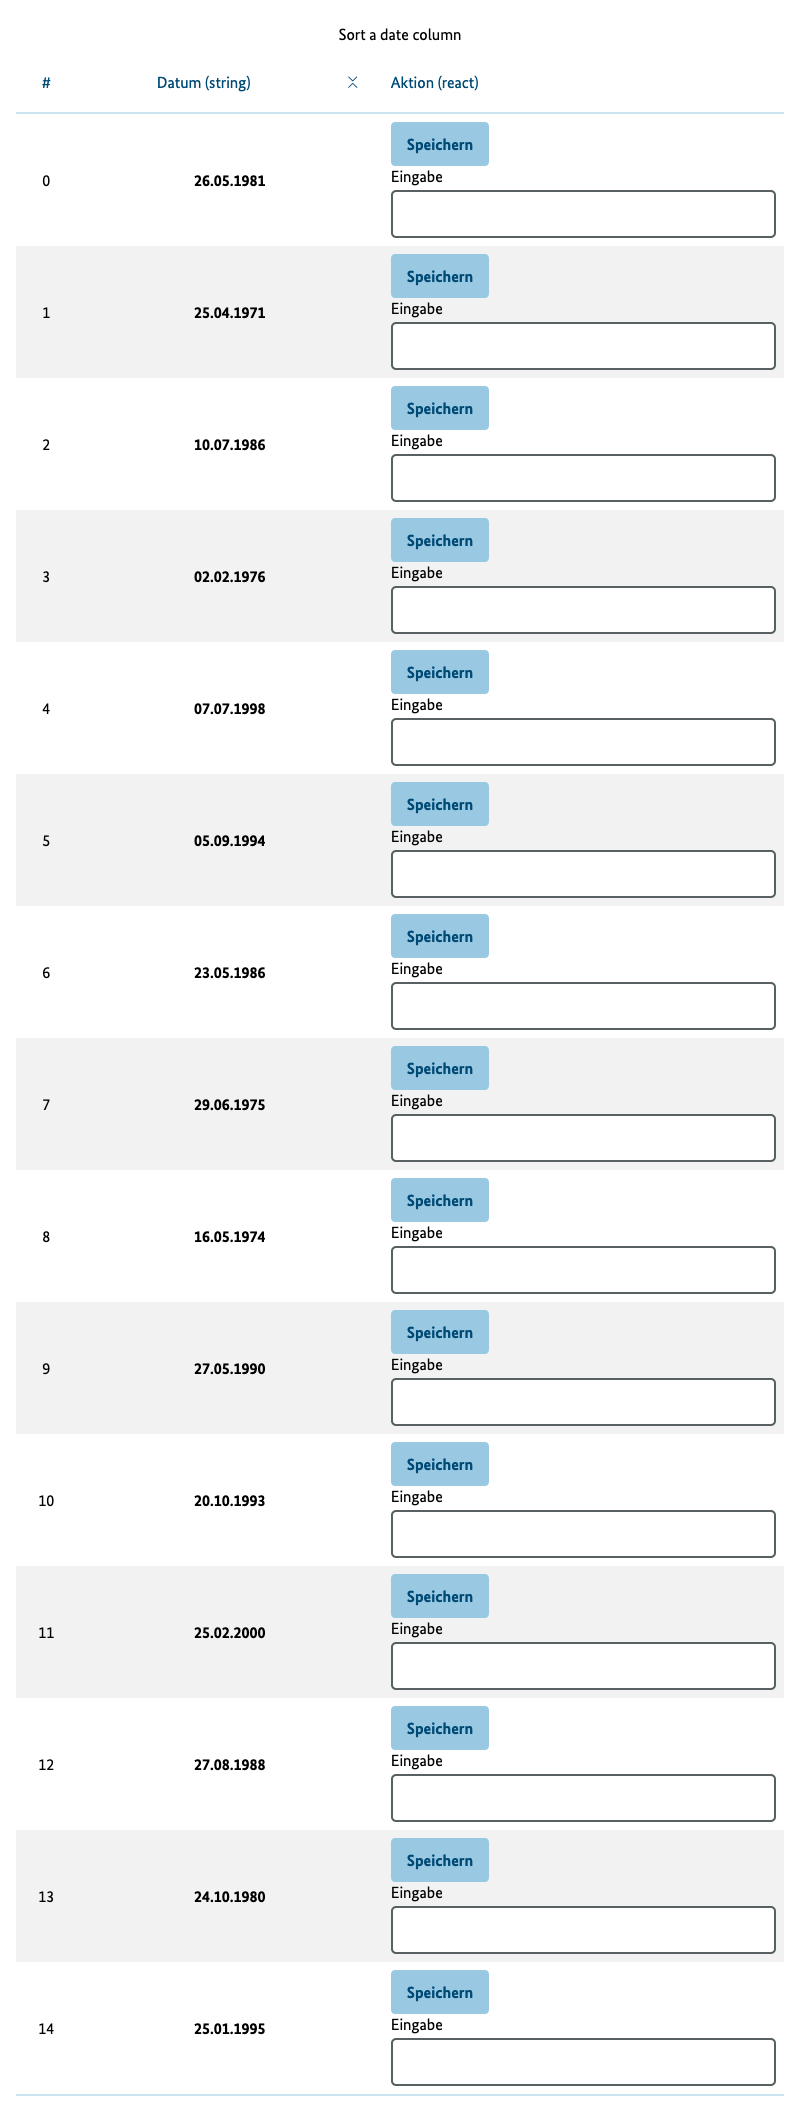 Sort a date column
# Datum (string) Aktion (react)
Speichern
Eingabe
0 26.05.1981
Speichern
Eingabe
1 25.04.1971
Speichern
Eingabe
2 10.07.1986
Speichern
Eingabe
3 02.02.1976
Speichern
Eingabe
4 07.07.1998
Speichern
Eingabe
5 05.09.1994
Speichern
Eingabe
6 23.05.1986
Speichern
Eingabe
7 29.06.1975
Speichern
Eingabe
8 16.05.1974
Speichern
Eingabe
9 27.05.1990
Speichern
Eingabe
10 20.10.1993
Speichern
Eingabe
11 25.02.2000
Speichern
Eingabe
12 27.08.1988
Speichern
Eingabe
13 24.10.1980
Speichern
Eingabe
14 25.01.1995